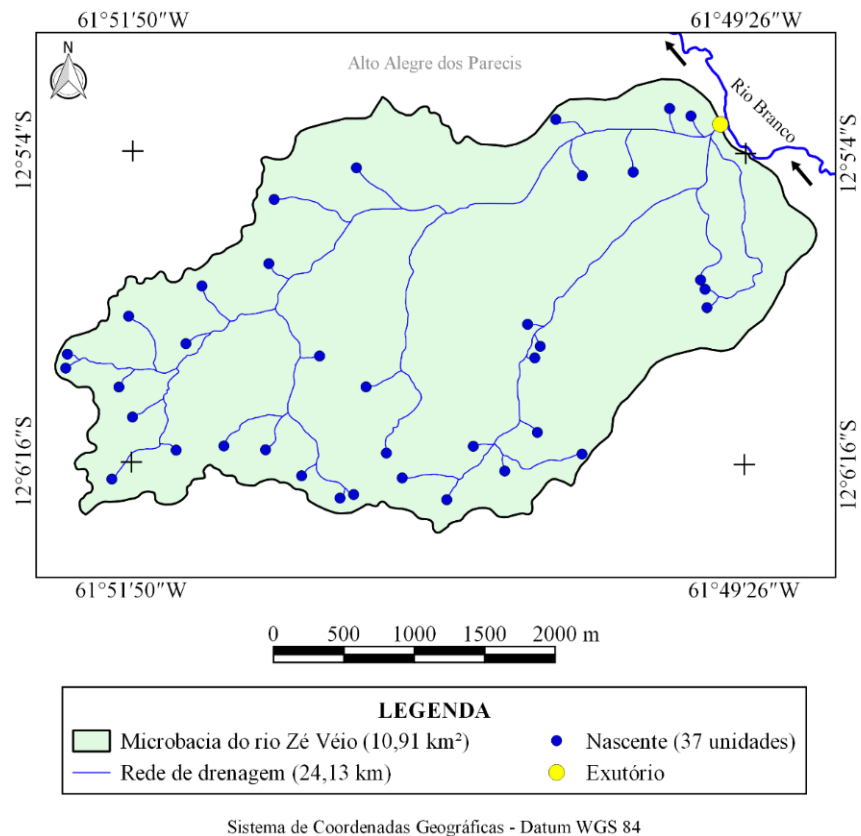 61°51'50"W 61°49'26"W
N
Alto Alegre dos Parecis
Rio Branco
12°5'4"S 12°5'4"S
12°6'16"S 12°6'16"S
61°51'50"W 61°49'26"W
0 500 1000 1500 2000 m
LEGENDA
Microbacia do rio Zé Véio (10,91 km²) Nascente (37 unidades)
Rede de drenagem (24,13 km) Exutório
Sistema de Coordenadas Geográficas - Datum WGS 84